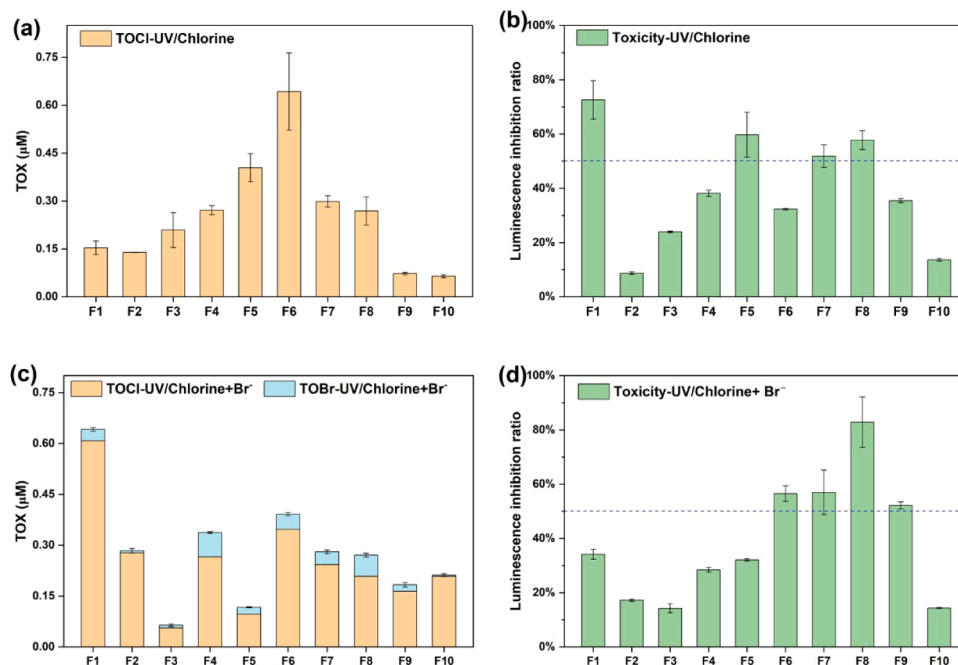 (a)
TOCl-UV/Chlorine
TOX (μM)
0.75
0.60
0.45
0.30
0.15
0.00
F1 F2 F3 F4 F5 F6 F7 F8 F9 F10
(b)
Toxicity-UV/Chlorine
Luminescence inhibition ratio
100%
80%
60%
40%
20%
0%
F1 F2 F3 F4 F5 F6 F7 F8 F9 F10
(c)
TOCl-UV/Chlorine+Br⁻ TOBr-UV/Chlorine+Br⁻
TOX (μM)
0.60
0.45
0.30
0.15
0.00
F1 F2 F3 F4 F5 F6 F7 F8 F9 F10
(d)
Toxicity-UV/Chlorine+ Br⁻
Luminescence inhibition ratio
100%
80%
60%
40%
20%
0%
F1 F2 F3 F4 F5 F6 F7 F8 F9 F10